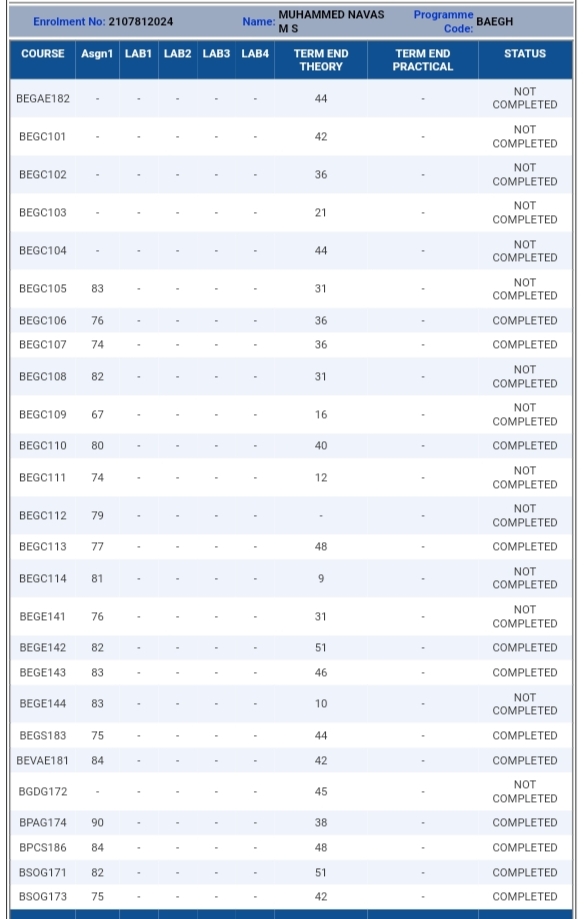 Enrolment No: 2107812024 Name: MUHAMMED NAVAS M S Programme Code: BAEGH
COURSE Asgn1 LAB1 LAB2 LAB3 LAB4 TERM END THEORY TERM END PRACTICAL STATUS
BEGAE182 - - - - - 44 - NOT COMPLETED
BEGC101 - - - - - 42 - NOT COMPLETED
BEGC102 - - - - - 36 - NOT COMPLETED
BEGC103 - - - - - 21 - NOT COMPLETED
BEGC104 - - - - - 44 - NOT COMPLETED
BEGC105 83 - - - - 31 - NOT COMPLETED
BEGC106 76 - - - - 36 - COMPLETED
BEGC107 74 - - - - 36 - COMPLETED
BEGC108 82 - - - - 31 - NOT COMPLETED
BEGC109 67 - - - - 16 - NOT COMPLETED
BEGC110 80 - - - - 40 - COMPLETED
BEGC111 74 - - - - 12 - NOT COMPLETED
BEGC112 79 - - - - - - NOT COMPLETED
BEGC113 77 - - - - 48 - COMPLETED
BEGC114 81 - - - - 9 - NOT COMPLETED
BEGE141 76 - - - - 31 - NOT COMPLETED
BEGE142 82 - - - - 51 - COMPLETED
BEGE143 83 - - - - 46 - COMPLETED
BEGE144 83 - - - - 10 - NOT COMPLETED
BEGS183 75 - - - - 44 - COMPLETED
BEVAE181 84 - - - - 42 - COMPLETED
BGDG172 - - - - - 45 - NOT COMPLETED
BPAG174 90 - - - - 38 - COMPLETED
BPCS186 84 - - - - 48 - COMPLETED
BSOG171 82 - - - - 51 - COMPLETED
BSOG173 75 - - - - 42 - COMPLETED